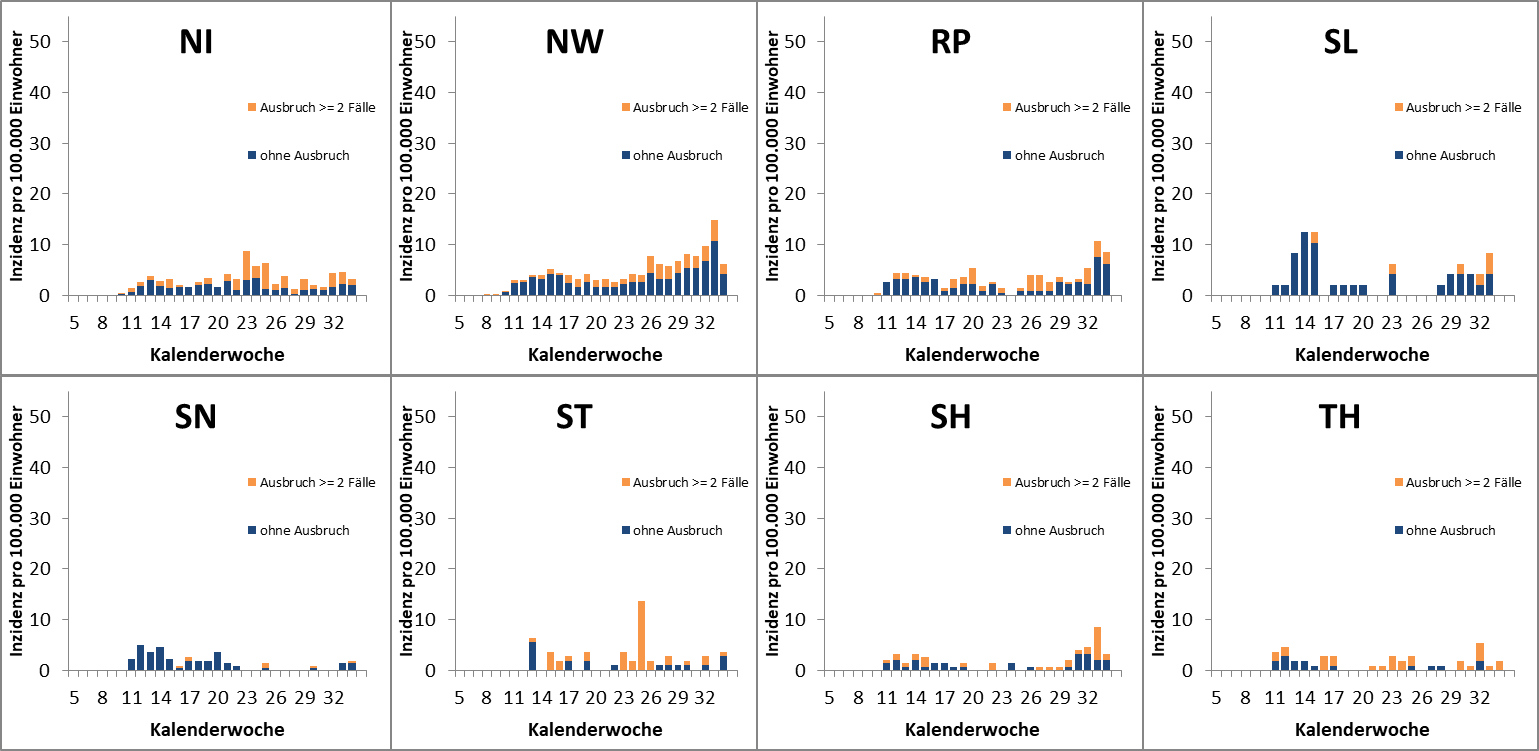 NI
Inzidenz pro 100.000 Einwohner
50
40
30
20
10
0
Ausbruch >= 2 Fälle
ohne Ausbruch
5 8 11 14 17 20 23 26 29 32
Kalenderwoche
NW
Inzidenz pro 100.000 Einwohner
50
40
30
20
10
0
Ausbruch >= 2 Fälle
ohne Ausbruch
5 8 11 14 17 20 23 26 29 32
Kalenderwoche
RP
Inzidenz pro 100.000 Einwohner
50
40
30
20
10
0
Ausbruch >= 2 Fälle
ohne Ausbruch
5 8 11 14 17 20 23 26 29 32
Kalenderwoche
SL
Inzidenz pro 100.000 Einwohner
50
40
30
20
10
0
Ausbruch >= 2 Fälle
ohne Ausbruch
5 8 11 14 17 20 23 26 29 32
Kalenderwoche
SN
Inzidenz pro 100.000 Einwohner
50
40
30
20
10
0
Ausbruch >= 2 Fälle
ohne Ausbruch
5 8 11 14 17 20 23 26 29 32
Kalenderwoche
ST
Inzidenz pro 100.000 Einwohner
50
40
30
20
10
0
Ausbruch >= 2 Fälle
ohne Ausbruch
5 8 11 14 17 20 23 26 29 32
Kalenderwoche
SH
Inzidenz pro 100.000 Einwohner
50
40
30
20
10
0
Ausbruch >= 2 Fälle
ohne Ausbruch
5 8 11 14 17 20 23 26 29 32
Kalenderwoche
TH
Inzidenz pro 100.000 Einwohner
50
40
30
20
10
0
Ausbruch >= 2 Fälle
ohne Ausbruch
5 8 11 14 17 20 23 26 29 32
Kalenderwoche